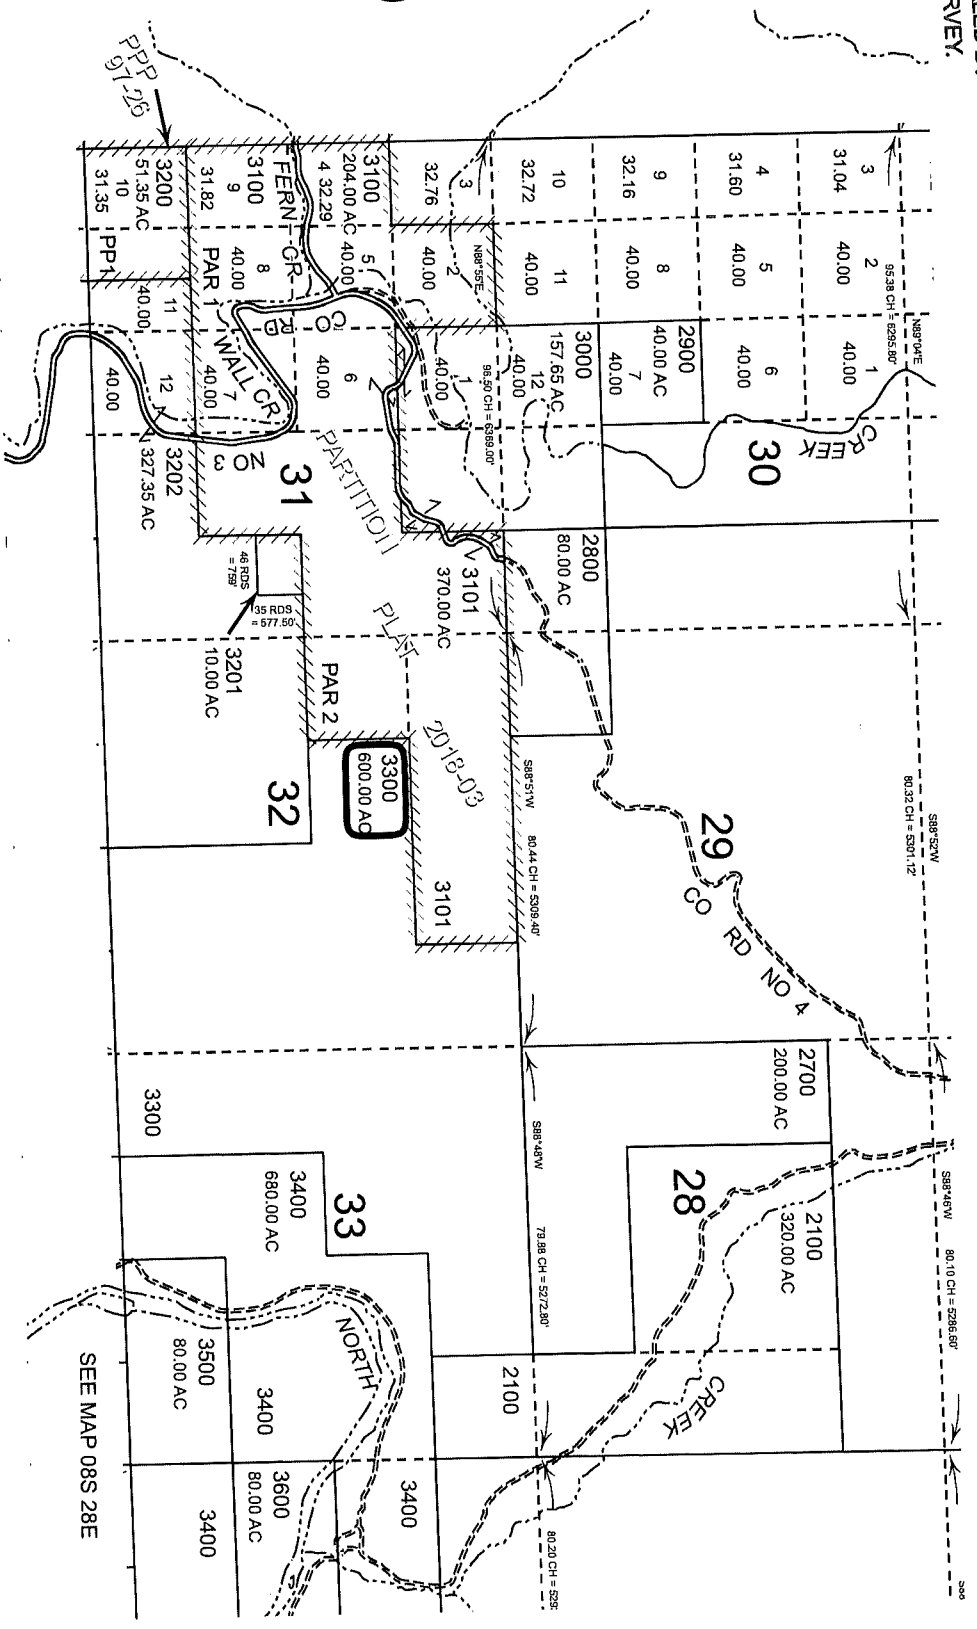 RVEY.
PPP
97-26
3
31.04
4
31.60
9
32.16
10
32.72
3
32.76
3100
204.00 AC
4 32.29
FERN CR
3100
9
31.82
3200
51.35 AC
10
31.35
N89°04'E
95.38 CH = 6295.80'
2
40.00
5
40.00
8
40.00
11
40.00
N88°55'E
2
40.00
5
40.00
8
40.00
PAR 1
PP1
11
40.00
1
40.00
6
40.00
2900
40.00 AC
7
40.00
3000
157.65 AC
12
40.00
96.50 CH = 6369.00'
1
40.00
6
40.00
CO
RD
NO
3
WALL CR
7
40.00
12
40.00
CREEK
30
31
3202
327.35 AC
PARTITION
PLAT
2018-03
2800
80.00 AC
3101
370.00 AC
46 RDS
= 759'
35 RDS
= 577.50'
3201
10.00 AC
PAR 2
3300
600.00 AC
32
3101
S88°51'W
80.44 CH = 5309.40'
S88°52'W
80.32 CH = 5301.12'
29
CO RD NO 4
2700
200.00 AC
28
2100
320.00 AC
S88°46'W
80.10 CH = 5286.60'
S88°48'W
79.88 CH = 5272.80'
3300
3400
680.00 AC
33
2100
CREEK
NORTH
3500
80.00 AC
3400
3600
80.00 AC
3400
3400
80.20 CH = 529
SEE MAP 08S 28E